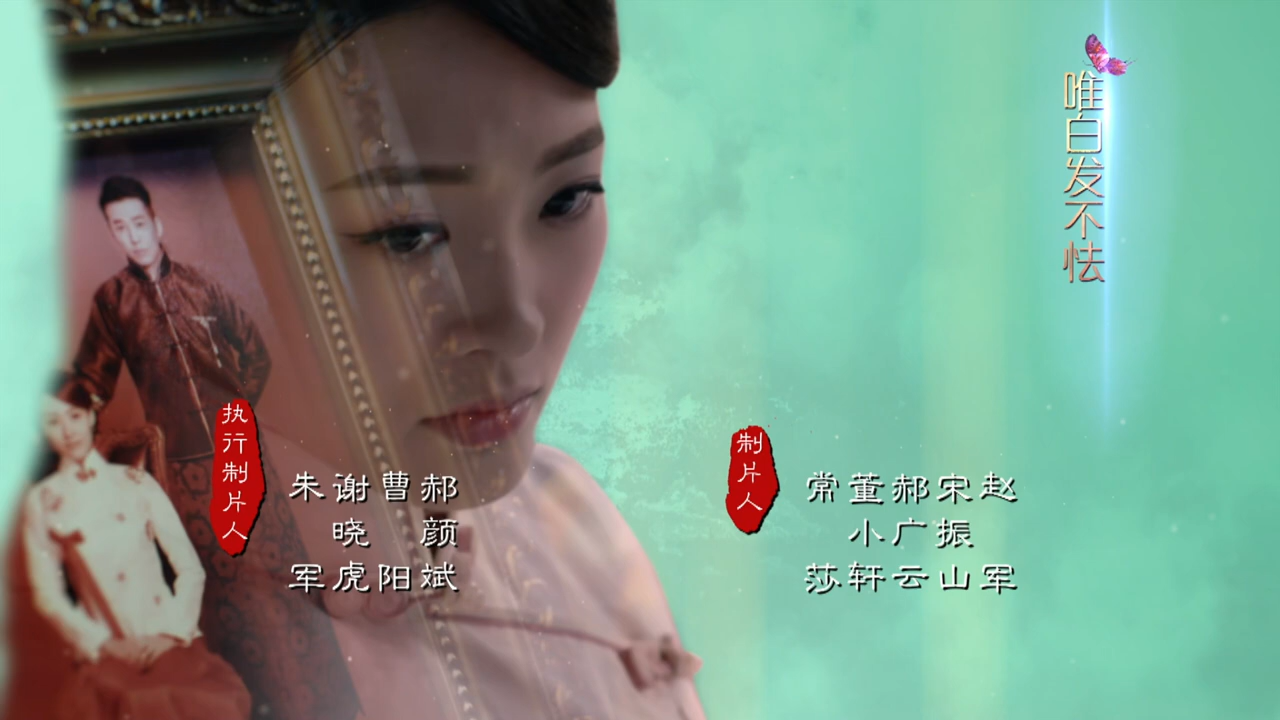 唯白发不怯
执行制片人
朱军
谢晓虎
曹阳
郝颜斌
制片人
常莎
董小轩
郝广云
宋振山
赵军